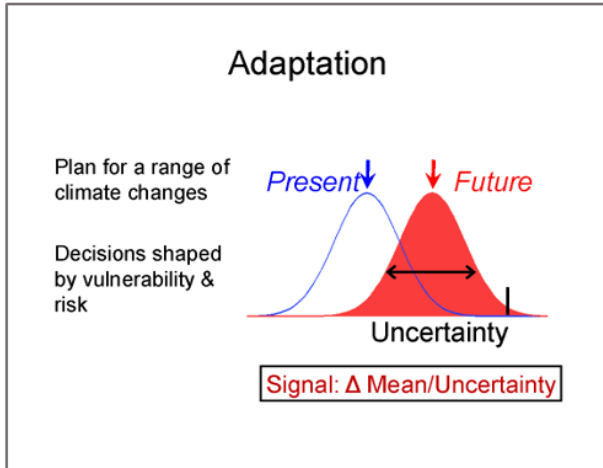 Adaptation
Plan for a range of
climate changes
Decisions shaped
by vulnerability &
risk
Present
Future
Uncertainty
Signal: Δ Mean/Uncertainty